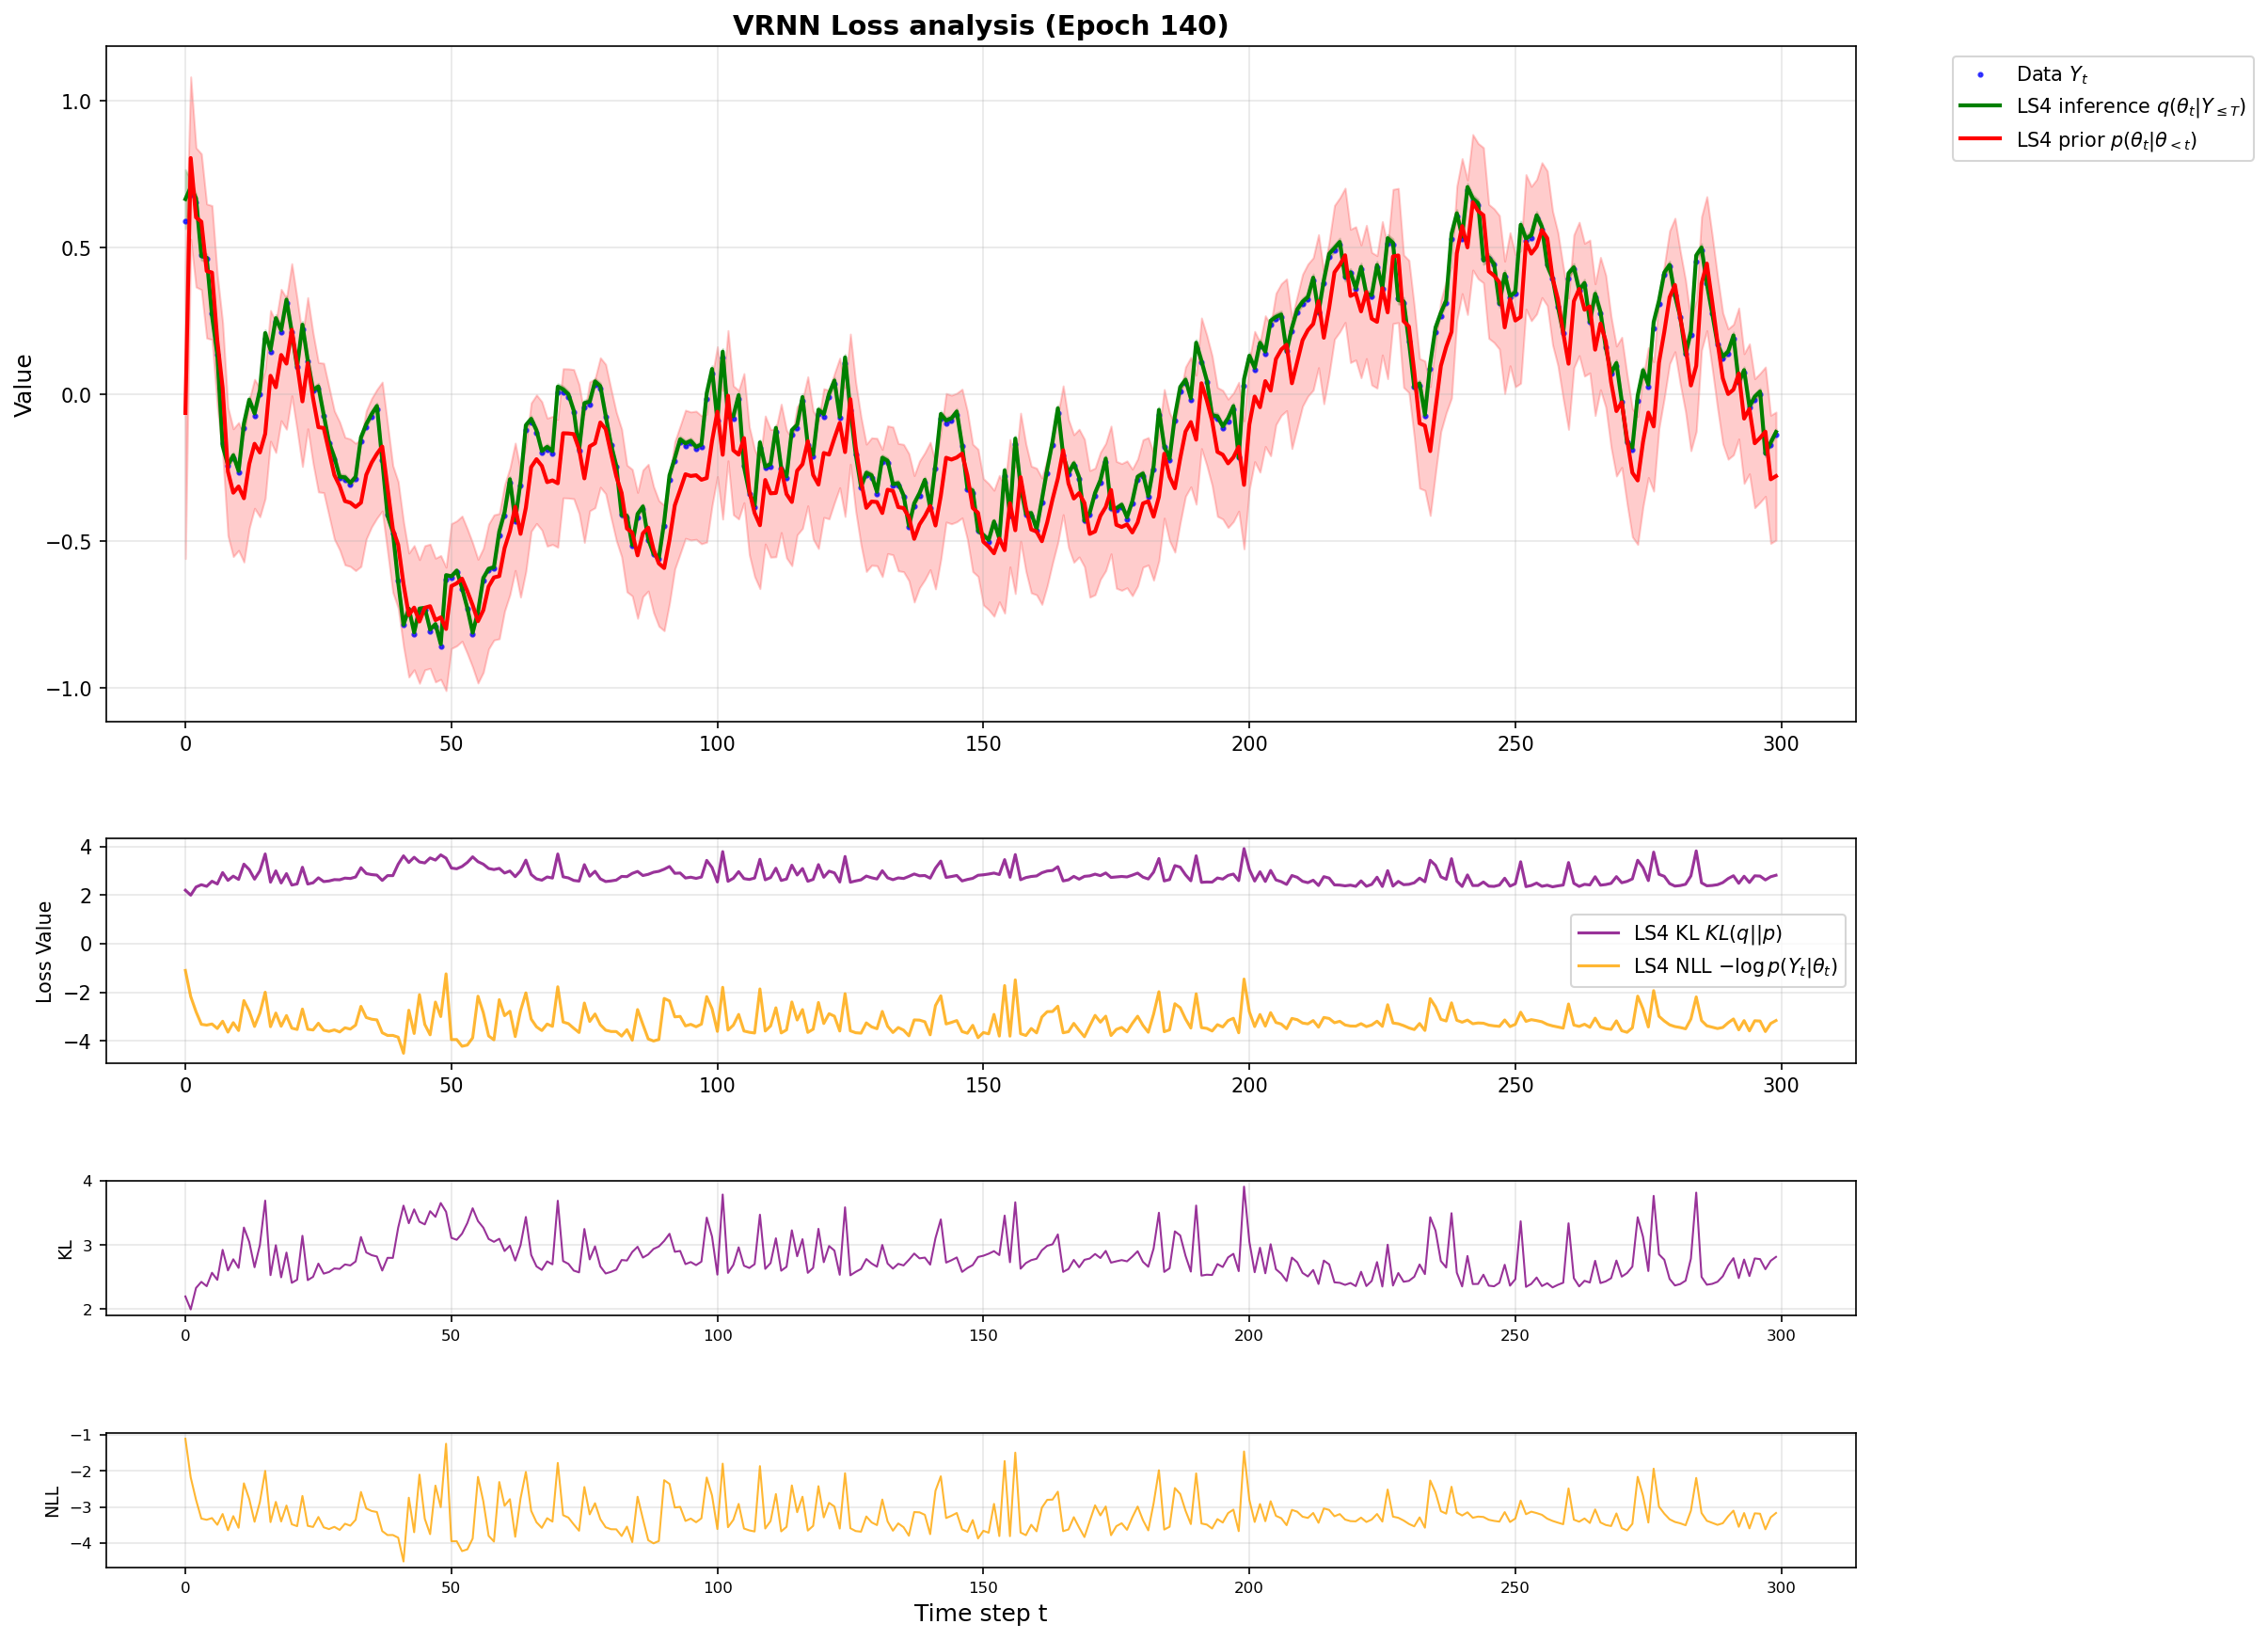 VRNN Loss analysis (Epoch 140)
Value
1.0
0.5
0.0
−0.5
−1.0
0 50 100 150 200 250 300
Data Y_t
LS4 inference q(θ_t|Y_{≤T})
LS4 prior p(θ_t|θ_{<t})
Loss Value
4
2
0
−2
−4
0 50 100 150 200 250 300
LS4 KL KL(q||p)
LS4 NLL −log p(Y_t|θ_t)
KL
4
3
2
0 50 100 150 200 250 300
NLL
−1
−2
−3
−4
0 50 100 150 200 250 300
Time step t